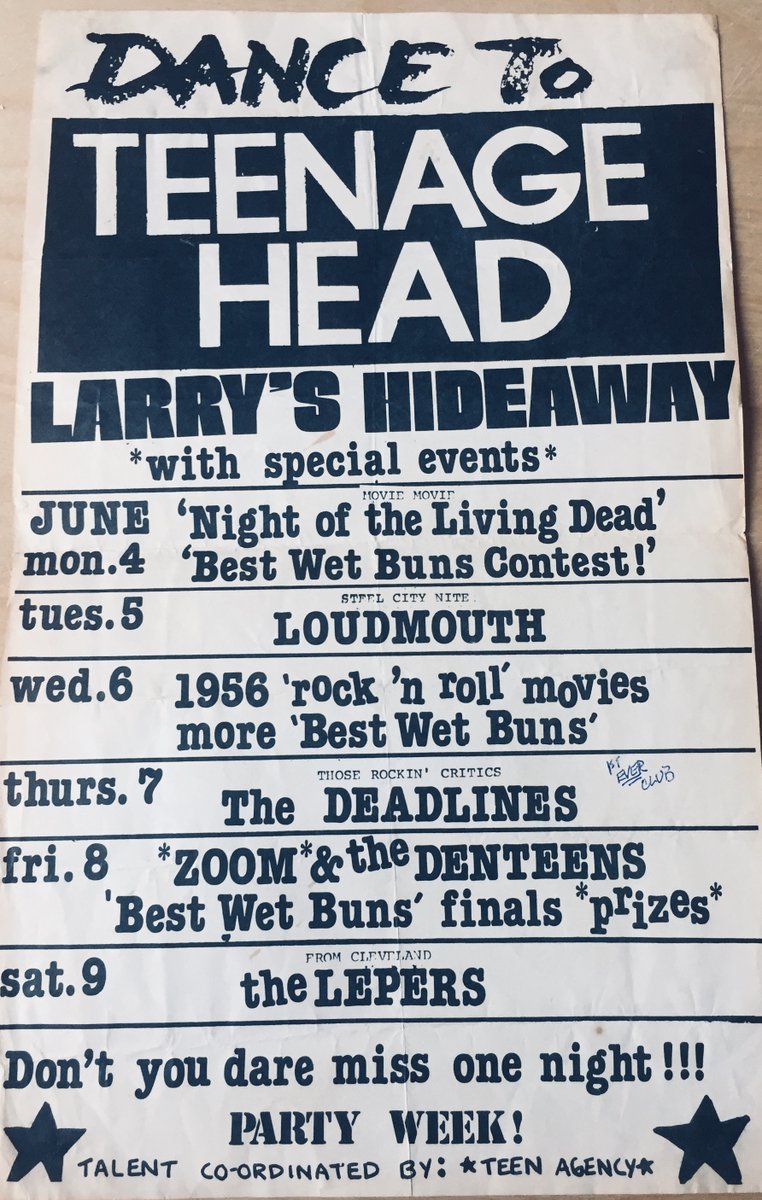 DANCE TO
TEENAGE
HEAD
LARRY'S HIDEAWAY
*with special events*
MOVIE MOVIE
JUNE 'Night of the Living Dead'
mon.4 'Best Wet Buns Contest!'
STEEL CITY NITE
tues.5 LOUDMOUTH
wed.6 1956 'rock 'n roll' movies
more 'Best Wet Buns'
THOSE ROCKIN' CRITICS
thurs.7 The DEADLINES
1ST EVER CLUB
fri.8 *ZOOM*& the DENTEENS
'Best Wet Buns' finals *prizes*
FROM CLEVELAND
sat.9 the LEPERS
Don't you dare miss one night!!!
PARTY WEEK!
TALENT CO-ORDINATED BY: *TEEN AGENCY*